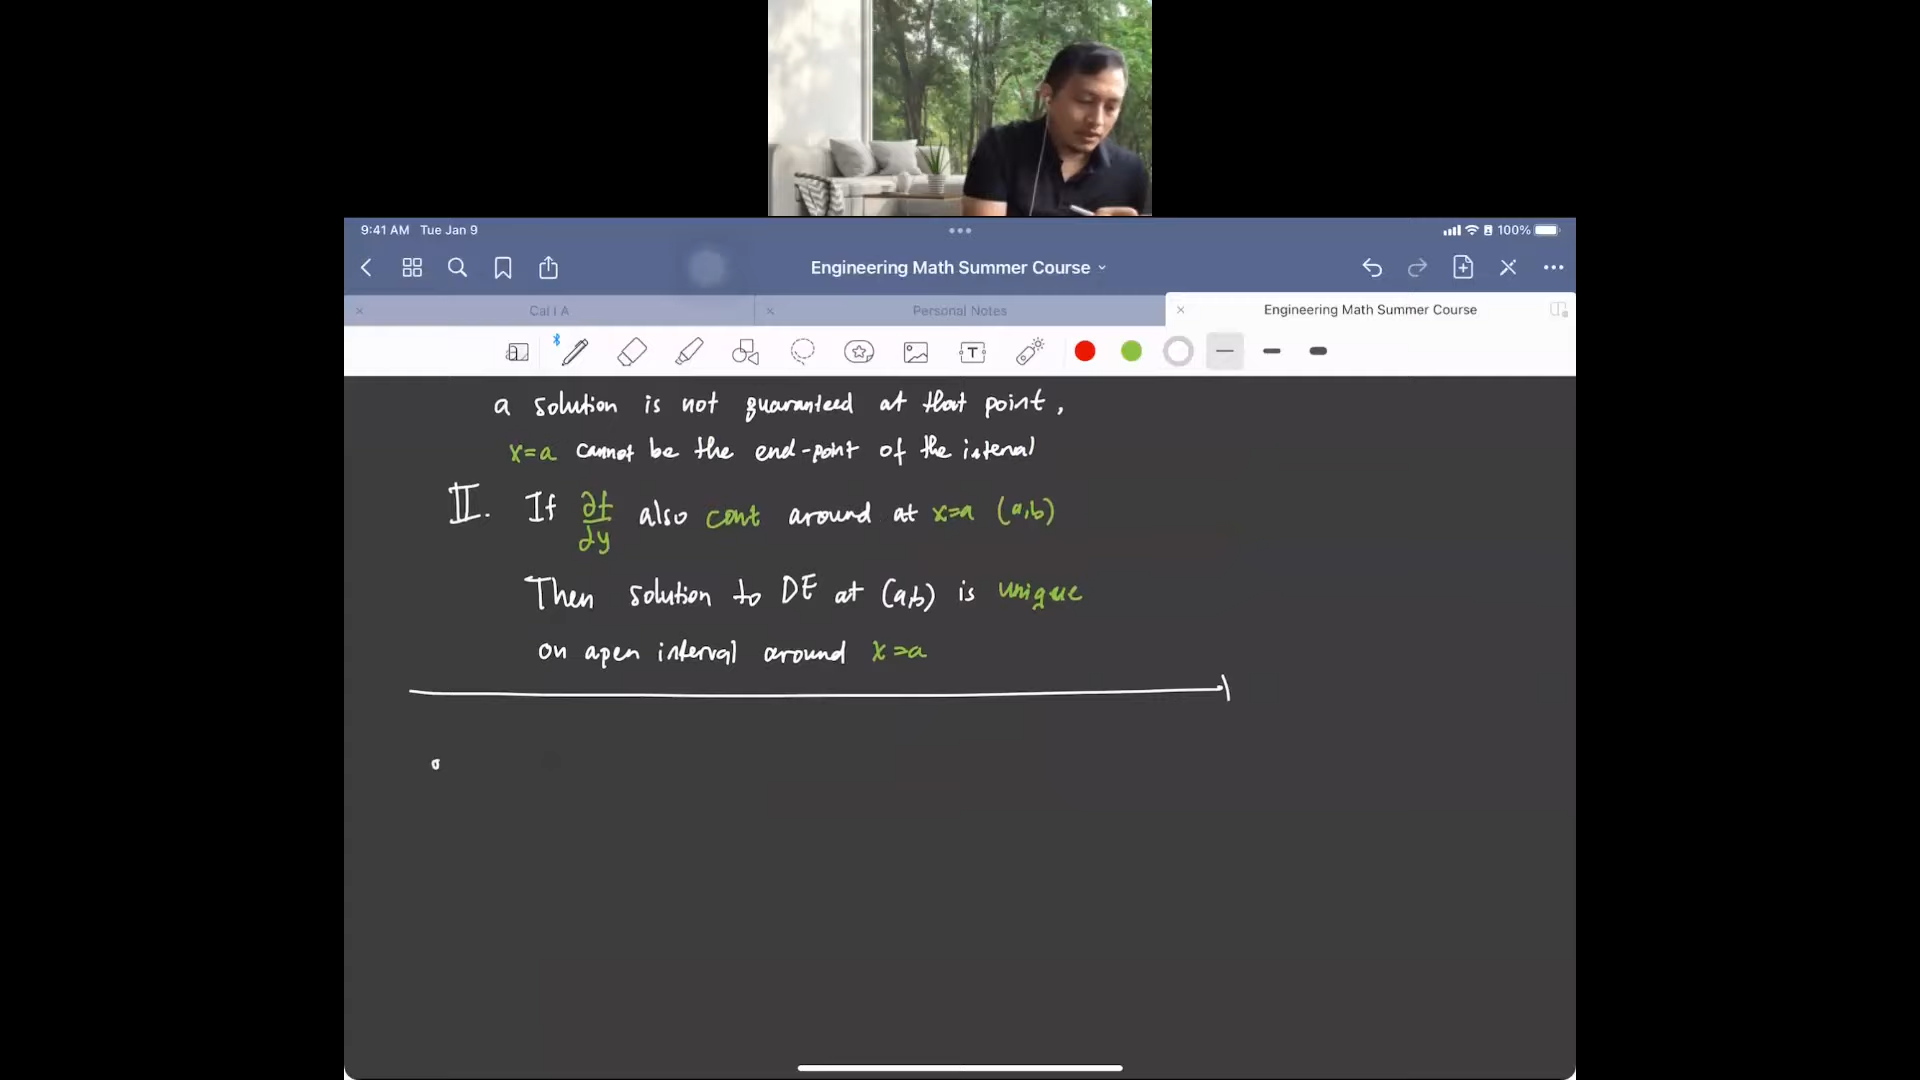 9:41 AM Tue Jan 9
100%
Engineering Math Summer Course
Cal I A
Personal Notes
Engineering Math Summer Course
a
T
a solution is not guaranteed at that point,
x=a cannot be the end-point of the interval
II. If ∂f/∂y also cont around at x=a (a,b)
Then solution to DE at (a,b) is unique
on open interval around x=a